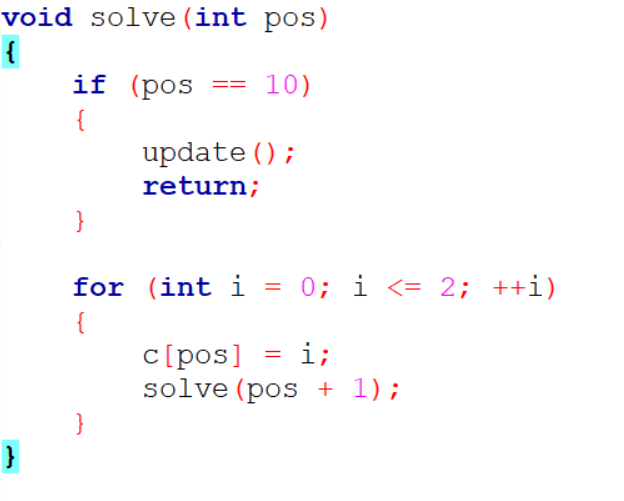 void solve(int pos)
{
    if (pos == 10)
    {
        update();
        return;
    }

    for (int i = 0; i <= 2; ++i)
    {
        c[pos] = i;
        solve(pos + 1);
    }
}